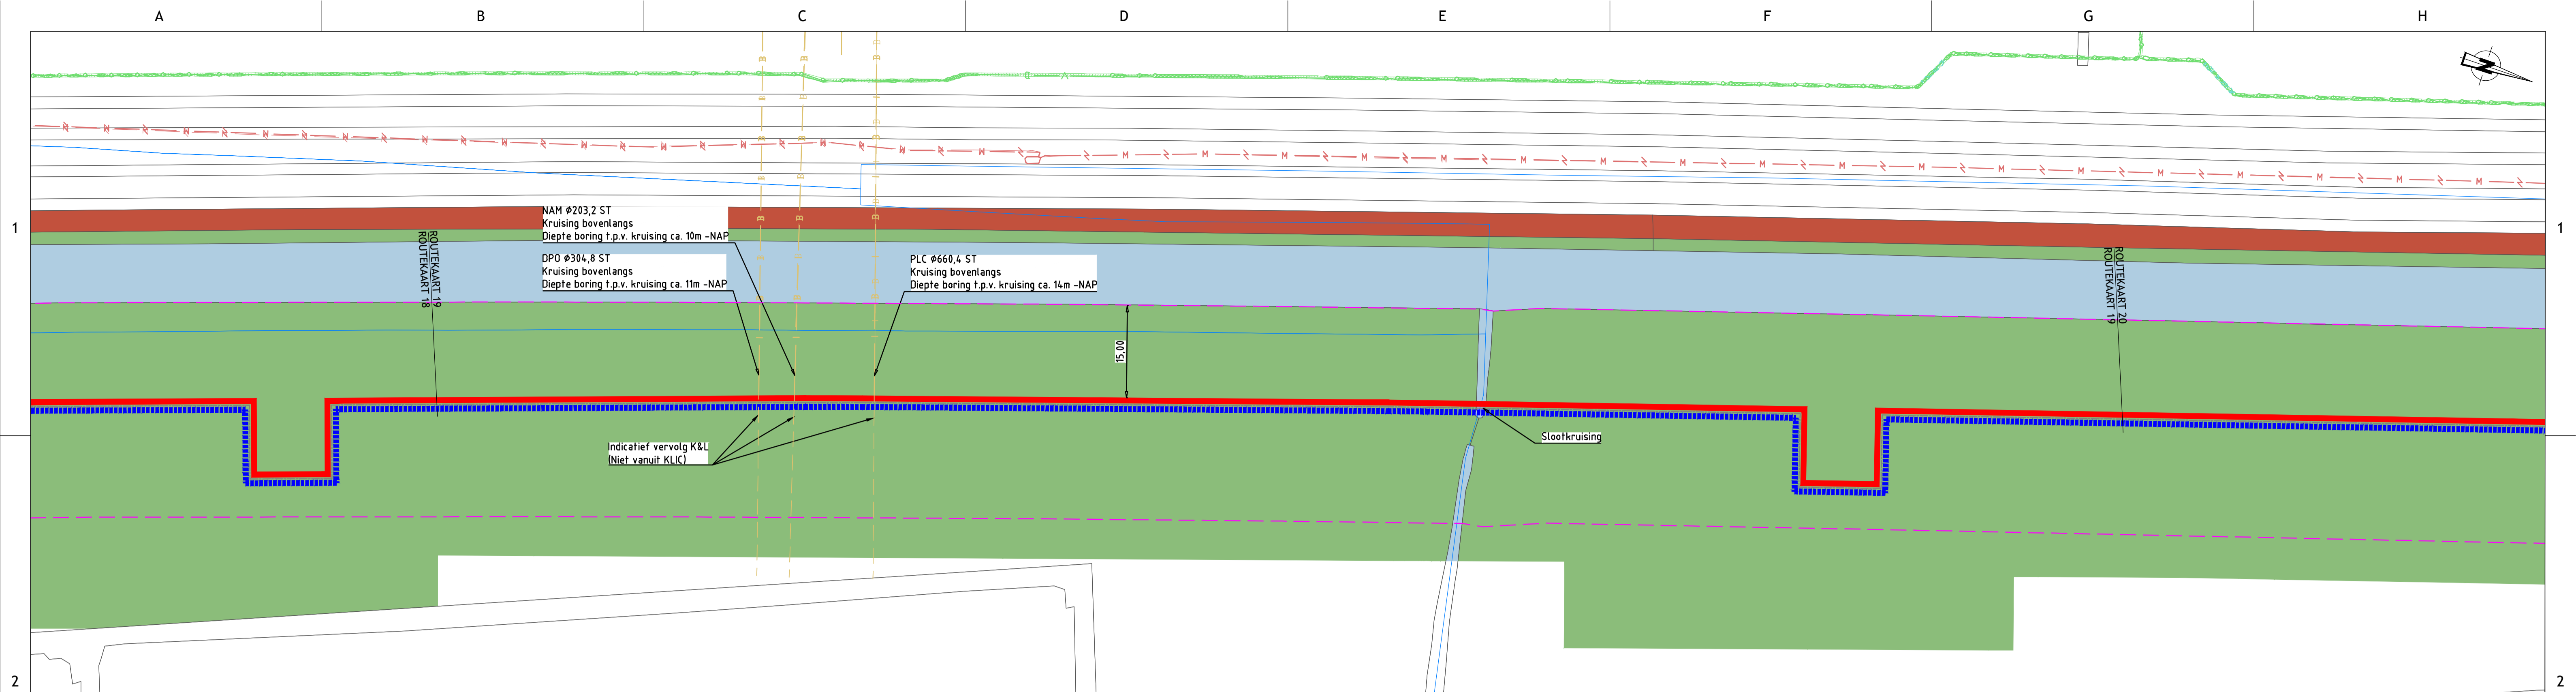 A B C D E F G H
N
1 1
NAM Ø203,2 ST
Kruising bovenlangs
Diepte boring t.p.v. kruising ca. 10m -NAP
DPO Ø304,8 ST
Kruising bovenlangs
Diepte boring t.p.v. kruising ca. 11m -NAP
PLC Ø660,4 ST
Kruising bovenlangs
Diepte boring t.p.v. kruising ca. 14m -NAP
ROUTEKAART 19
ROUTEKAART 18
ROUTEKAART 20
ROUTEKAART 19
15.00
Indicatief vervolg K&L
(Niet vanuit KLIC)
Slootkruising
2 2